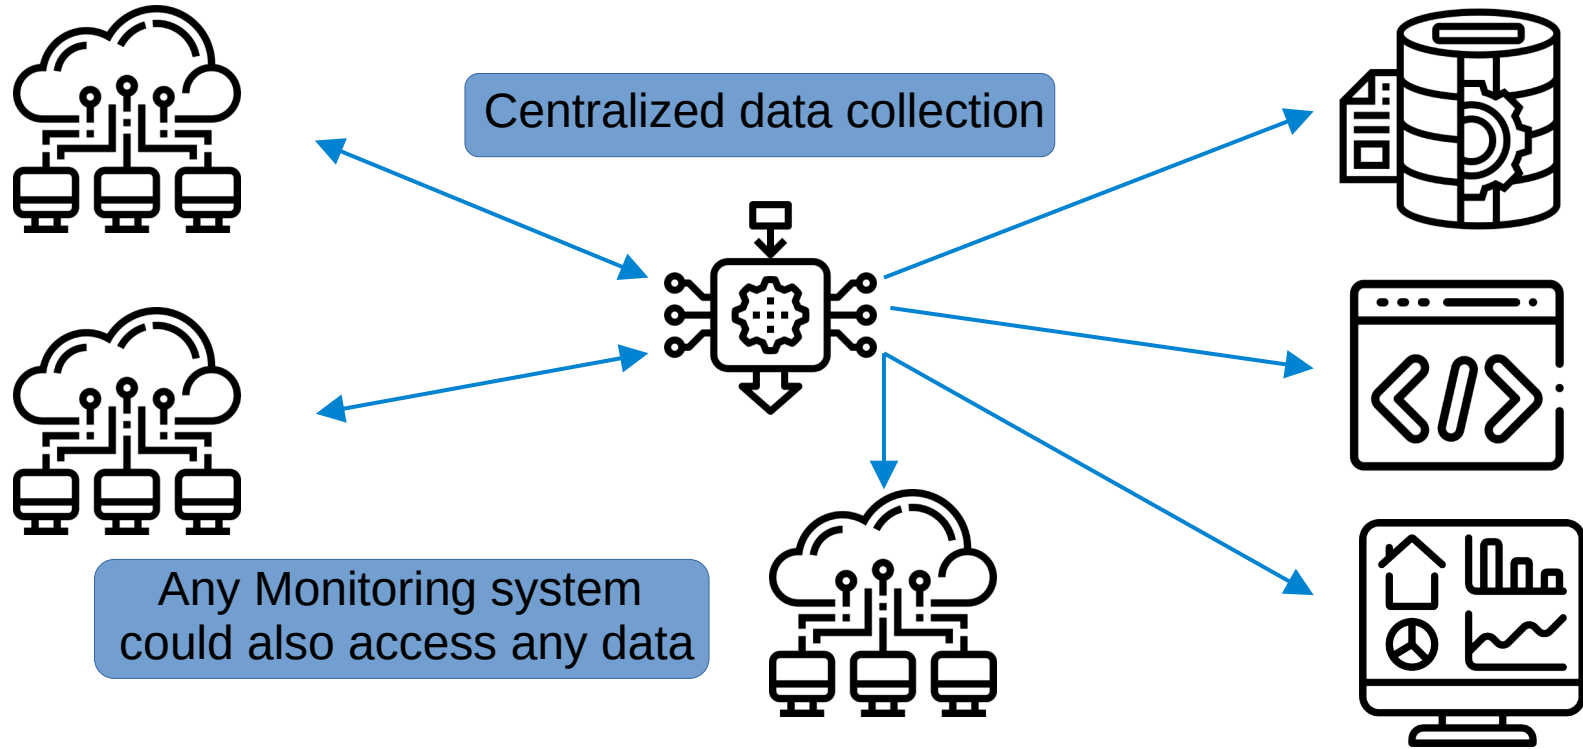 Centralized data collection
Any Monitoring system
could also access any data